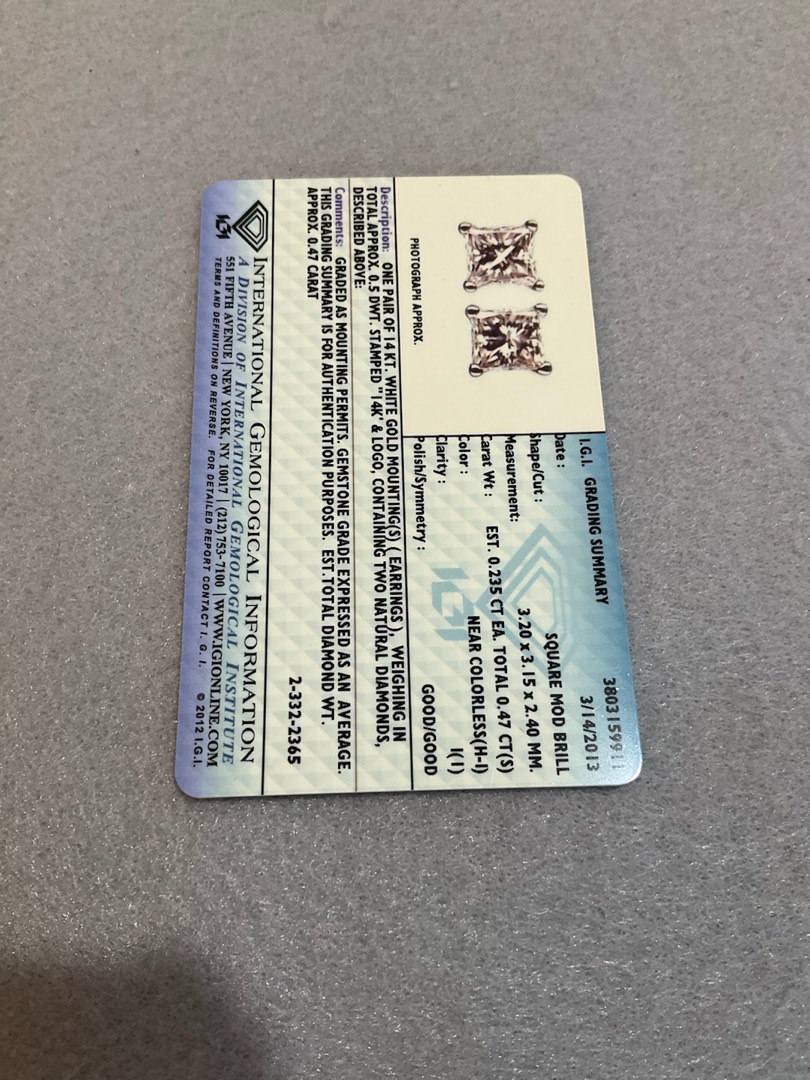 I.G.I. GRADING SUMMARY 3803159911
Date : 3/14/2013
Shape/Cut : SQUARE MOD BRILL
Measurement: 3.20 x 3.15 x 2.40 MM.
Carat Wt : EST. 0.235 CT EA. TOTAL 0.47 CT(S)
Color : NEAR COLORLESS(H-I)
Clarity : I(1)
Polish/Symmetry : GOOD/GOOD
PHOTOGRAPH APPROX.
IGI
Description: ONE PAIR OF 14 KT. WHITE GOLD MOUNTING(S) ( EARRINGS ), WEIGHING IN
TOTAL APPROX. 0.5 DWT. STAMPED "14K' & LOGO, CONTAINING TWO NATURAL DIAMONDS,
DESCRIBED ABOVE:
Comments: GRADED AS MOUNTING PERMITS. GEMSTONE GRADE EXPRESSED AS AN AVERAGE.
THIS GRADING SUMMARY IS FOR AUTHENTICATION PURPOSES. EST.TOTAL DIAMOND WT.
APPROX. 0.47 CARAT
2-332-2365
IGI
INTERNATIONAL GEMOLOGICAL INFORMATION
A DIVISION OF INTERNATIONAL GEMOLOGICAL INSTITUTE
551 FIFTH AVENUE | NEW YORK, NY 10017 | (212) 753-7100 | WWW.IGIONLINE.COM
TERMS AND DEFINITIONS ON REVERSE. FOR DETAILED REPORT CONTACT I. G. I. © 2012 I.G.I.